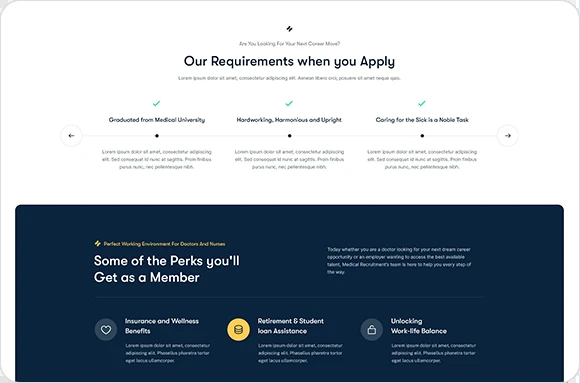 Are You Looking For Your Next Career Move?
Our Requirements when you Apply
Lorem ipsum dolor sit amet, consectetur adipiscing elit. Aenean libero orci, posuere sit amet neque quis.
Graduated from Medical University
Hardworking, Harmonious and Upright
Caring for the Sick is a Noble Task
Lorem ipsum dolor sit amet, consectetur adipiscing
elit. Sed consequat id nunc at sagittis. Proin finibus
purus nunc, nec pellentesque nibh.
Lorem ipsum dolor sit amet, consectetur adipiscing
elit. Sed consequat id nunc at sagittis. Proin finibus
purus nunc, nec pellentesque nibh.
Lorem ipsum dolor sit amet, consectetur adipiscing
elit. Sed consequat id nunc at sagittis. Proin finibus
purus nunc, nec pellentesque nibh.
Perfect Working Environment For Doctors And Nurses
Some of the Perks you'll
Get as a Member
Today whether you are a doctor looking for your next dream career
opportunity or an employer wanting to access the best available
talent, Medical Recruitment's team is here to help you every step of
the way.
Insurance and Wellness
Benefits
Lorem ipsum dolor sit amet, consectetur
adipiscing elit. Phasellus pharetra tortor
eget lacus ullamcorper.
Retirement & Student
loan Assistance
Lorem ipsum dolor sit amet, consectetur
adipiscing elit. Phasellus pharetra tortor
eget lacus ullamcorper.
Unlocking
Work-life Balance
Lorem ipsum dolor sit amet, consectetur
adipiscing elit. Phasellus pharetra tortor
eget lacus ullamcorper.